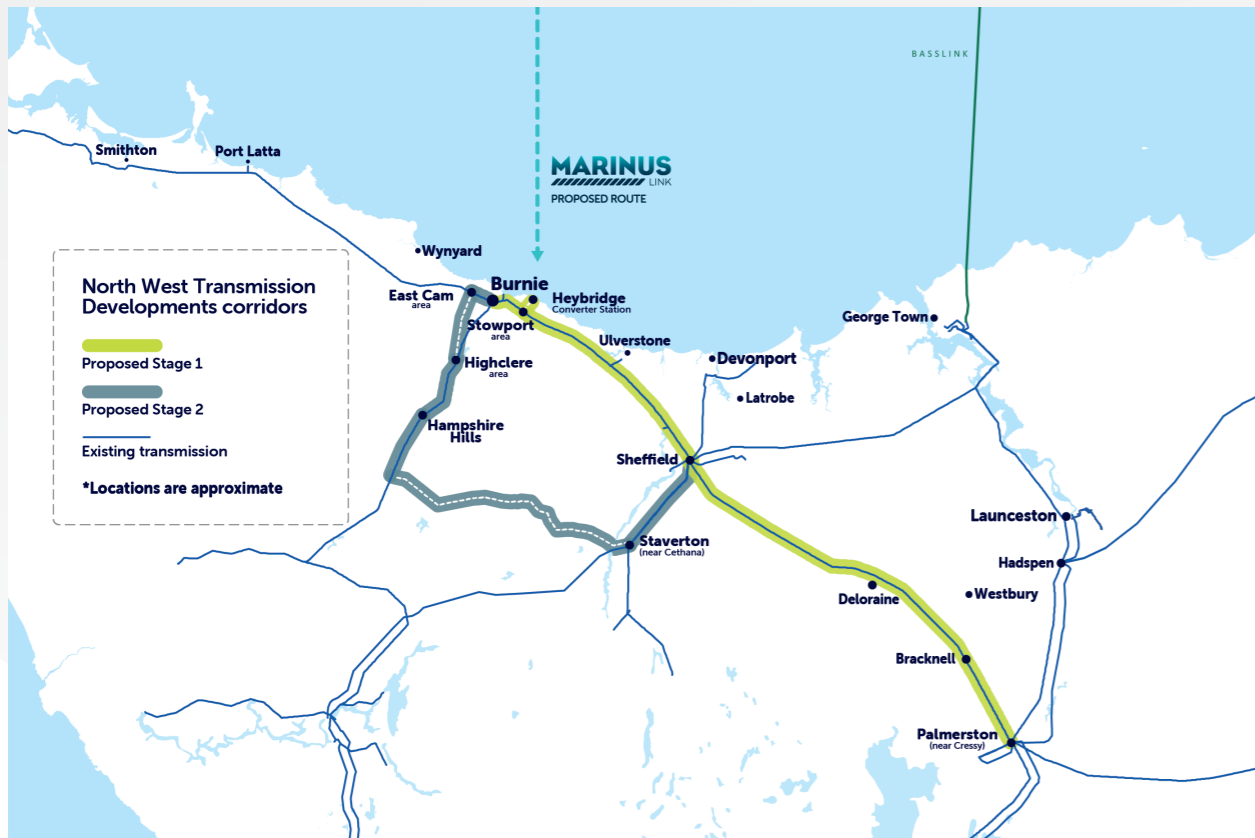 BASSLINK
MARINUS
LINK
PROPOSED ROUTE
Smithton
Port Latta
Wynyard
North West Transmission
Developments corridors
Proposed Stage 1
Proposed Stage 2
Existing transmission
*Locations are approximate
East Cam
area
Burnie
Heybridge
Converter Station
Stowport
area
Ulverstone
Highclere
area
Hampshire
Hills
Devonport
Latrobe
George Town
Sheffield
Staverton
(near Cethana)
Launceston
Hadspen
Westbury
Deloraine
Bracknell
Palmerston
(near Cressy)